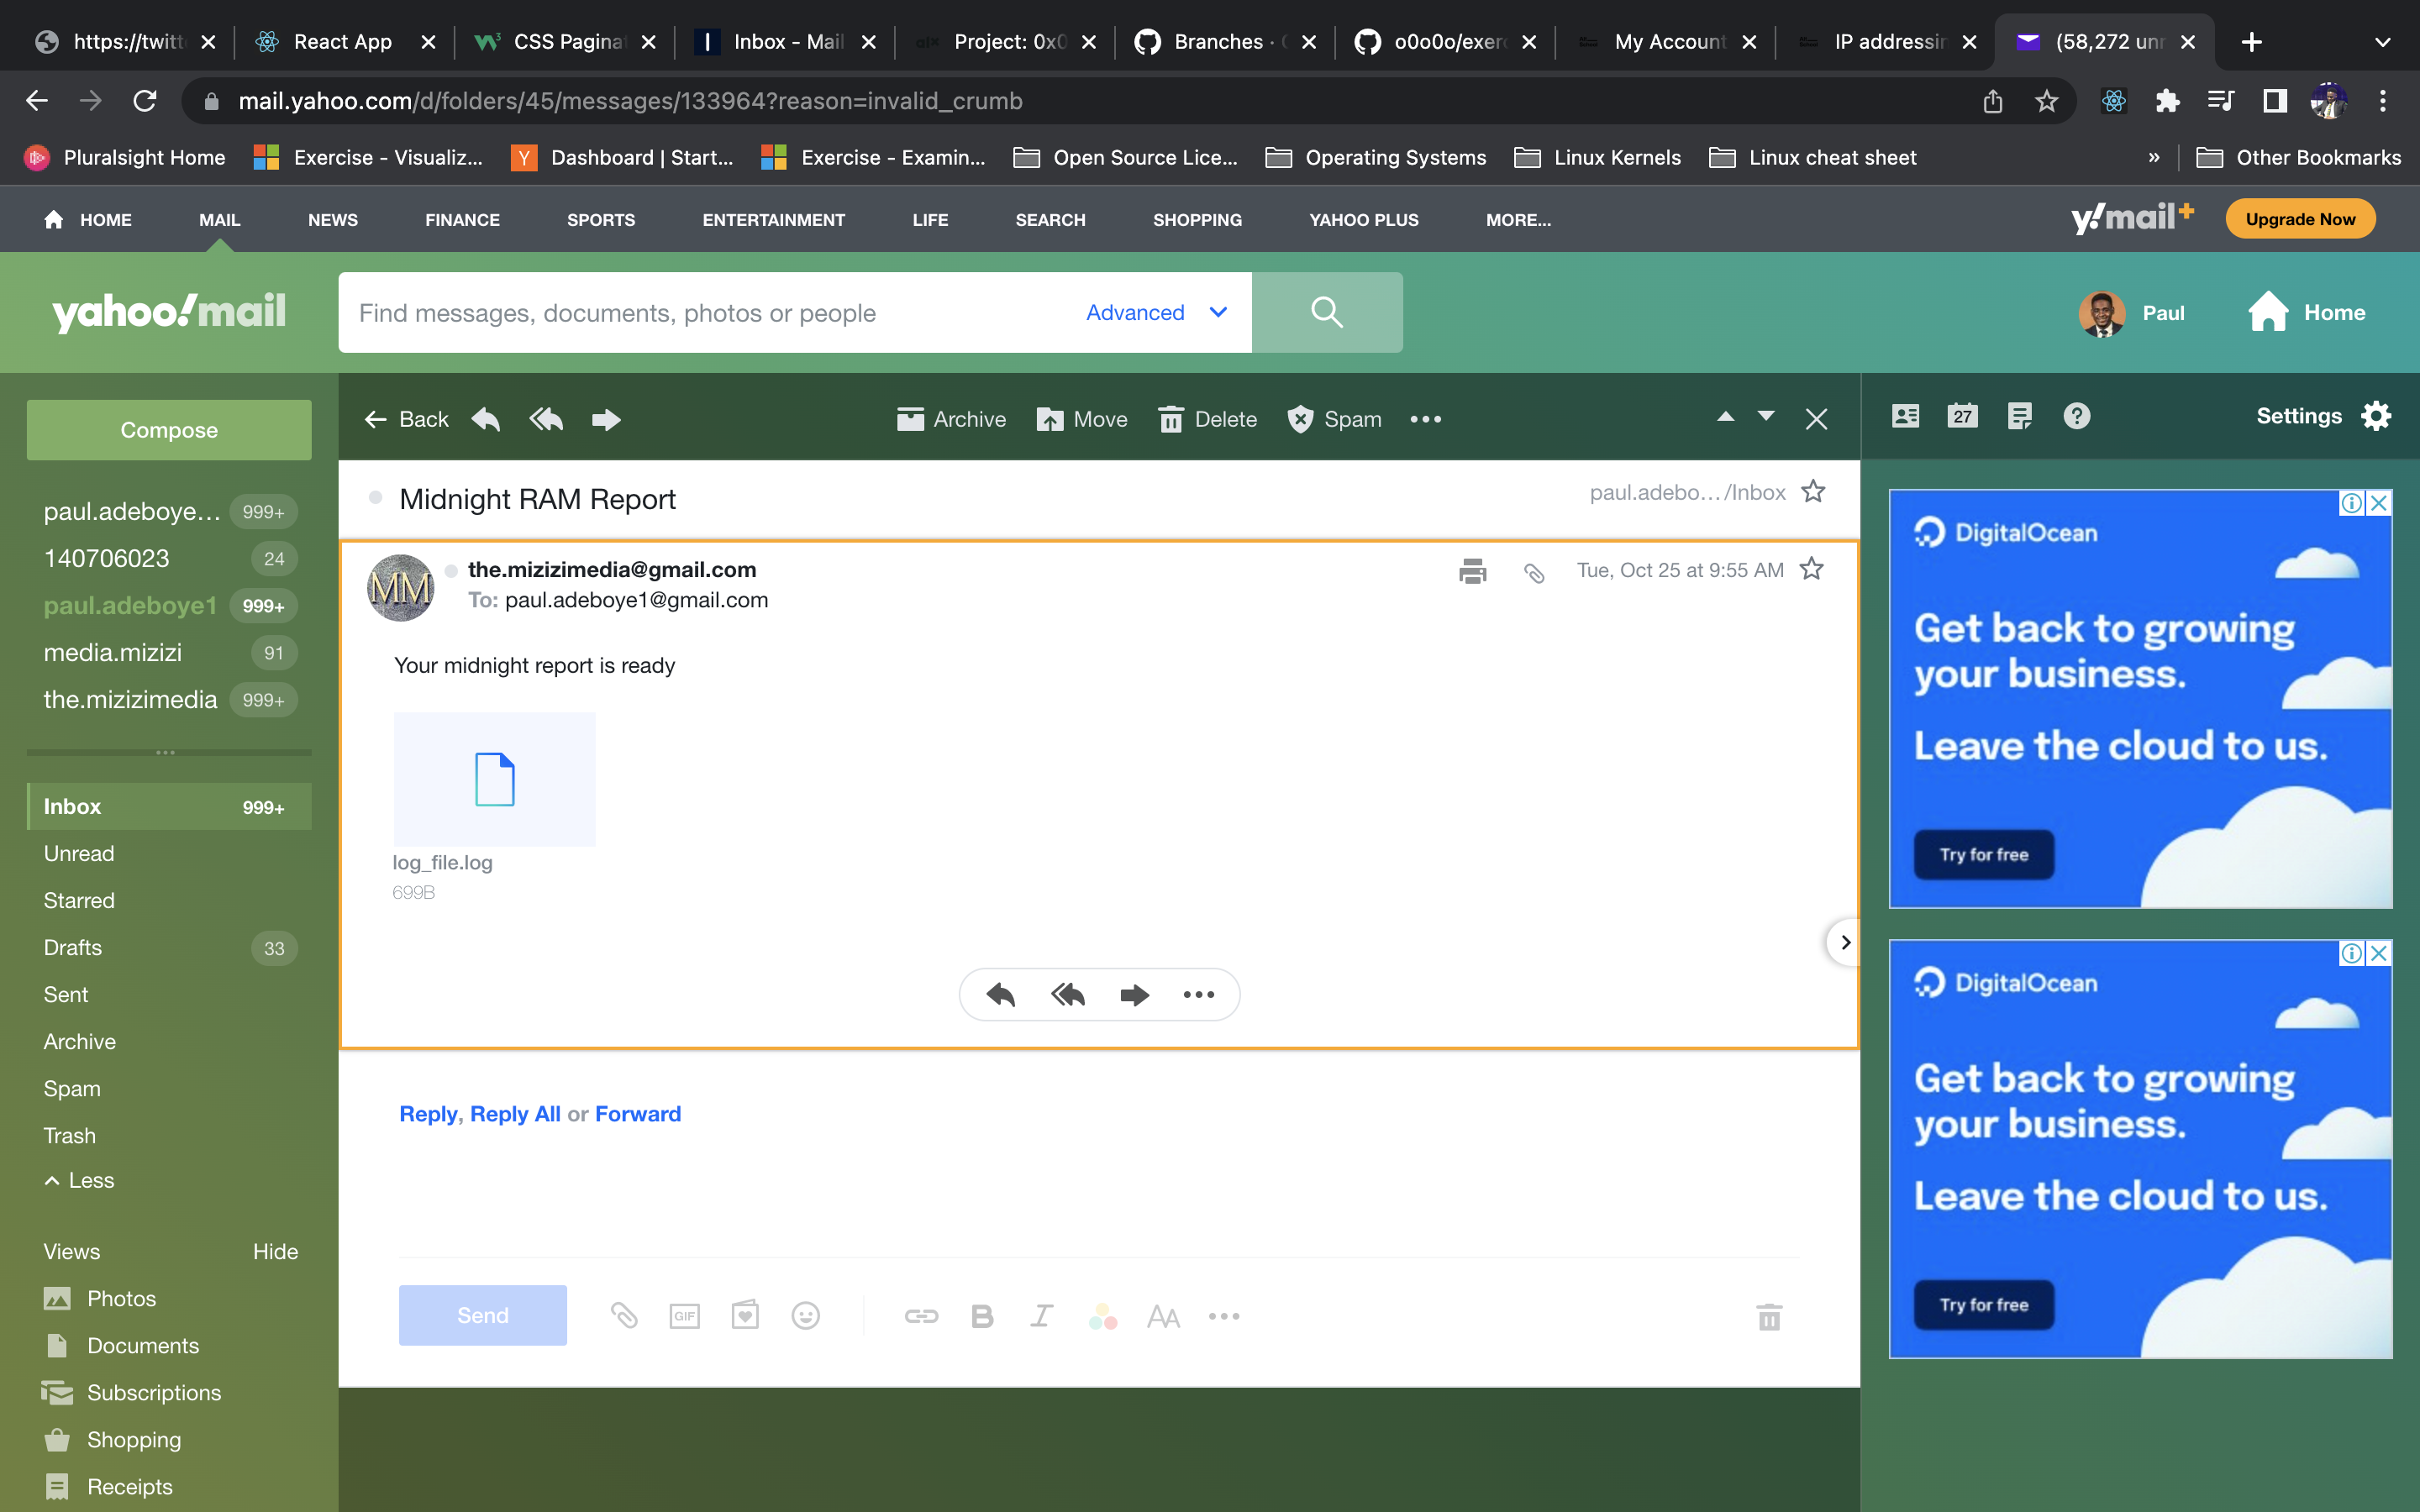 https://twitt
React App
CSS Paginat
Inbox - Mail
Project: 0x0
Branches ·
o0o0o/exer
My Account
IP addressin
(58,272 unr
mail.yahoo.com/d/folders/45/messages/133964?reason=invalid_crumb
Pluralsight Home
Exercise - Visualiz...
Dashboard | Start...
Exercise - Examin...
Open Source Lice...
Operating Systems
Linux Kernels
Linux cheat sheet
»
Other Bookmarks
HOME
MAIL
NEWS
FINANCE
SPORTS
ENTERTAINMENT
LIFE
SEARCH
SHOPPING
YAHOO PLUS
MORE...
y!mail+
Upgrade Now
yahoo!mail
Find messages, documents, photos or people
Advanced
Paul
Home
Compose
paul.adeboye... 999+
140706023 24
paul.adeboye1 999+
media.mizizi 91
the.mizizimedia 999+
Inbox 999+
Unread
Starred
Drafts 33
Sent
Archive
Spam
Trash
Less
Views Hide
Photos
Documents
Subscriptions
Shopping
Receipts
Back
Archive
Move
Delete
Spam
Midnight RAM Report
paul.adebo... /Inbox
MM
the.mizizimedia@gmail.com
Tue, Oct 25 at 9:55 AM
To: paul.adeboye1@gmail.com
Your midnight report is ready
log_file.log
699B
Reply, Reply All or Forward
Send
GIF
AA
27
Settings
DigitalOcean
Get back to growing
your business.
Leave the cloud to us.
Try for free
DigitalOcean
Get back to growing
your business.
Leave the cloud to us.
Try for free